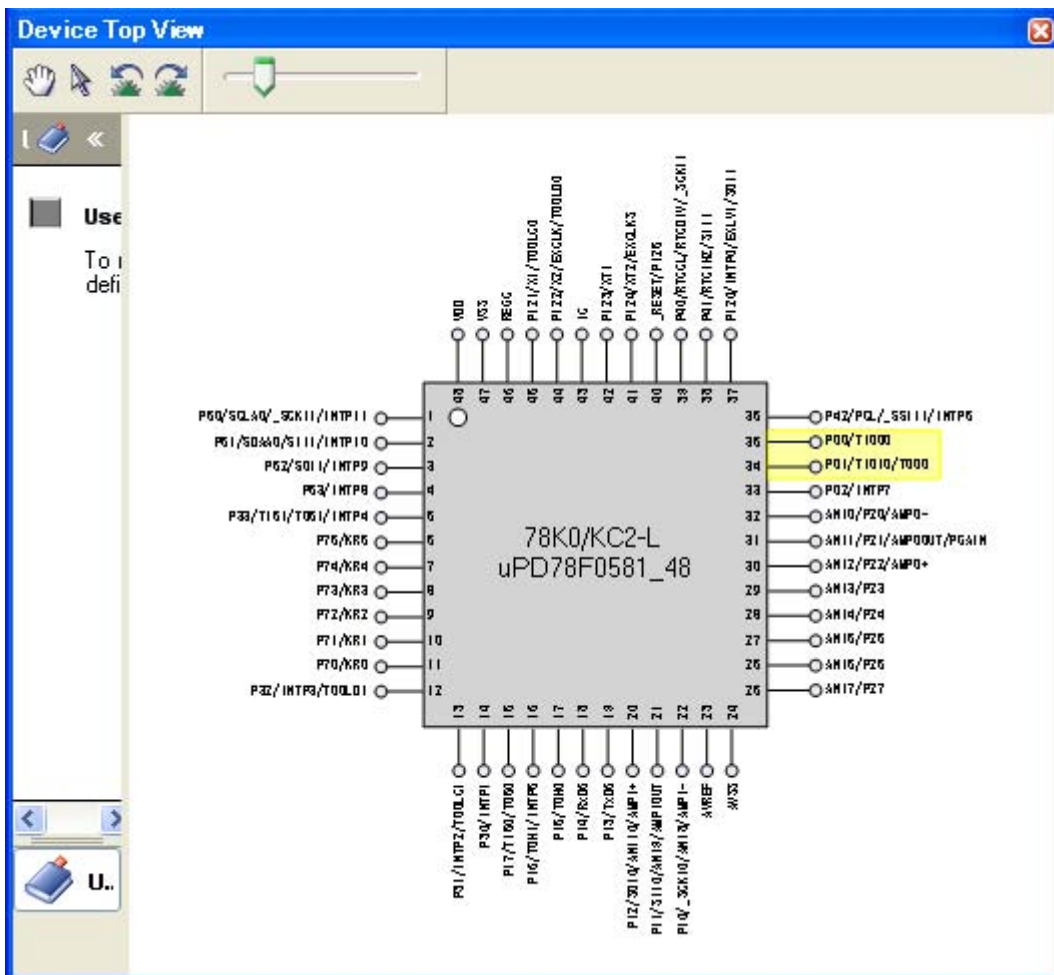 Device Top View
Use
To
defi
VDD
VSS
REGC
P121/X1/TOOLC0
P122/X2/EXCLK/TOOLD0
IC
P123/XT1
P124/XT2/EXCLKS
_RESET/P125
P40/RTCCL/RTCDIV/_SCK11
P41/RTC1HZ/SI11
P120/INTP0/EXLVI/SO11
48 47 46 45 44 43 42 41 40 39 38 37
P60/SCLA0/_SCK11/INTP11 1
P61/SDAA0/SI11/INTP10 2
P62/SO11/INTP9 3
P63/INTP8 4
P33/TI51/TO51/INTP4 5
P75/KR5 6
P74/KR4 7
P73/KR3 8
P72/KR2 9
P71/KR1 10
P70/KR0 11
P32/INTP3/TOOLD1 12
78K0/KC2-L
uPD78F0581_48
36 P42/PCL/_SSI11/INTP6
35 P00/TI000
34 P01/TI010/TO00
33 P02/INTP7
32 ANI0/P20/AMP0-
31 ANI1/P21/AMP0OUT/PGAIN
30 ANI2/P22/AMP0+
29 ANI3/P23
28 ANI4/P24
27 ANI5/P25
26 ANI6/P26
25 ANI7/P27
13 14 15 16 17 18 19 20 21 22 23 24
P31/INTP2/TOOLC1
P30/INTP1
P17/TI50/TO50
P16/TOH1/INTP5
P15/TOH0
P14/RxD6
P13/TxD6
P12/SO10/ANI10/AMP1+
P11/SI10/ANI9/AMP1OUT
P10/_SCK10/ANI8/AMP1-
AVREF
AVSS
U..